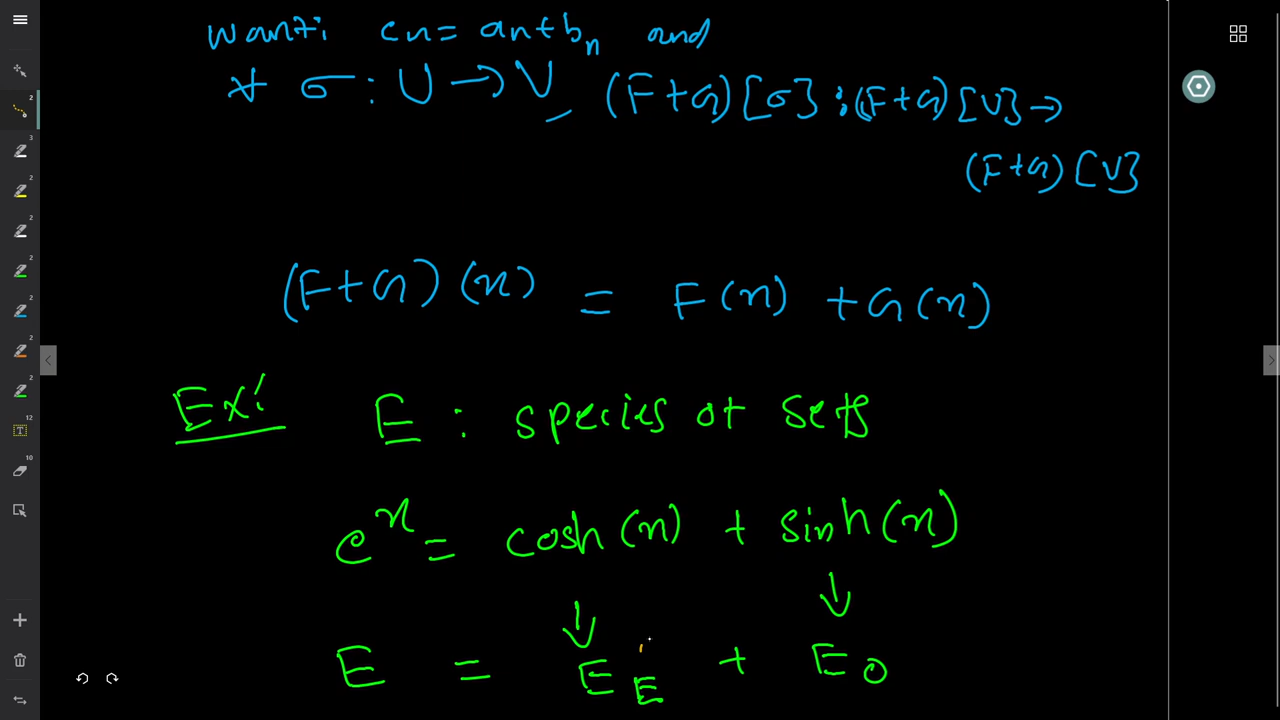 want: cn = an + bn and
∀ σ : U → V, (F+G)[σ] : (F+G)[V] →
(F+G)[V]
(F+G)(x) = F(x) + G(x)
Ex: E : species of sets
e^x = cosh(x) + sinh(x)
↓ ↓
E = E_E + E_O